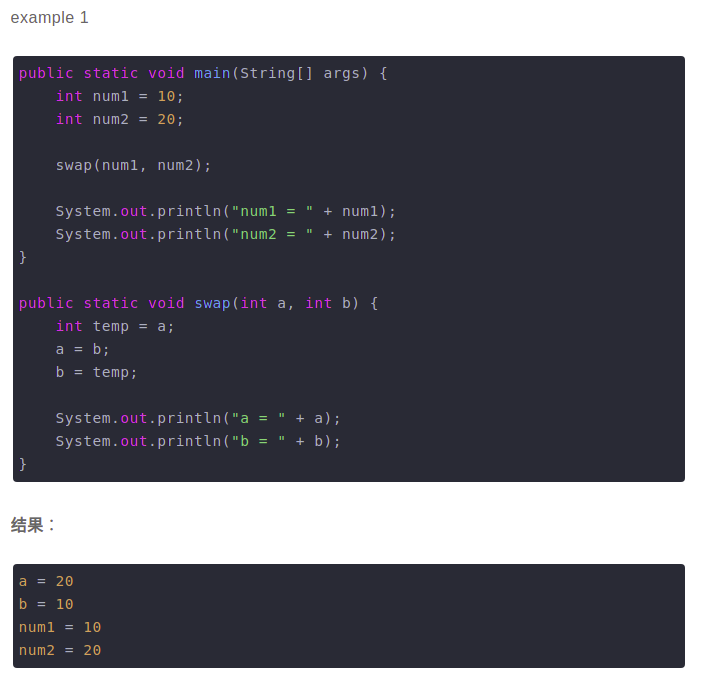 example 1
public static void main(String[] args) {
    int num1 = 10;
    int num2 = 20;
    swap(num1, num2);
    System.out.println("num1 = " + num1);
    System.out.println("num2 = " + num2);
}
public static void swap(int a, int b) {
    int temp = a;
    a = b;
    b = temp;
    System.out.println("a = " + a);
    System.out.println("b = " + b);
}
结果：
a = 20
b = 10
num1 = 10
num2 = 20